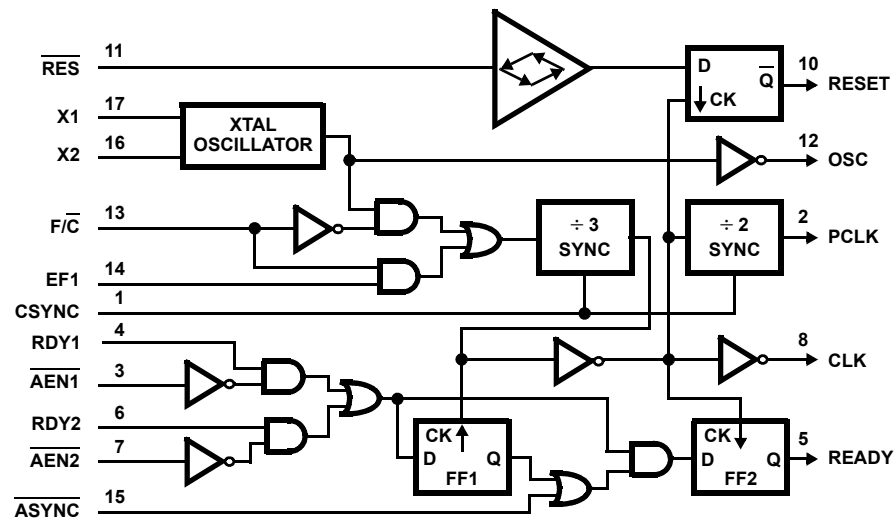 RES 11
D Q 10 RESET
CK
X1 17
XTAL
OSCILLATOR
X2 16
12 OSC
F/C 13
÷ 3
SYNC
÷ 2
SYNC
2 PCLK
EF1 14
CSYNC 1
RDY1 4
8 CLK
AEN1 3
RDY2 6
CK
D Q
FF1
CK
D Q
FF2
5 READY
AEN2 7
ASYNC 15